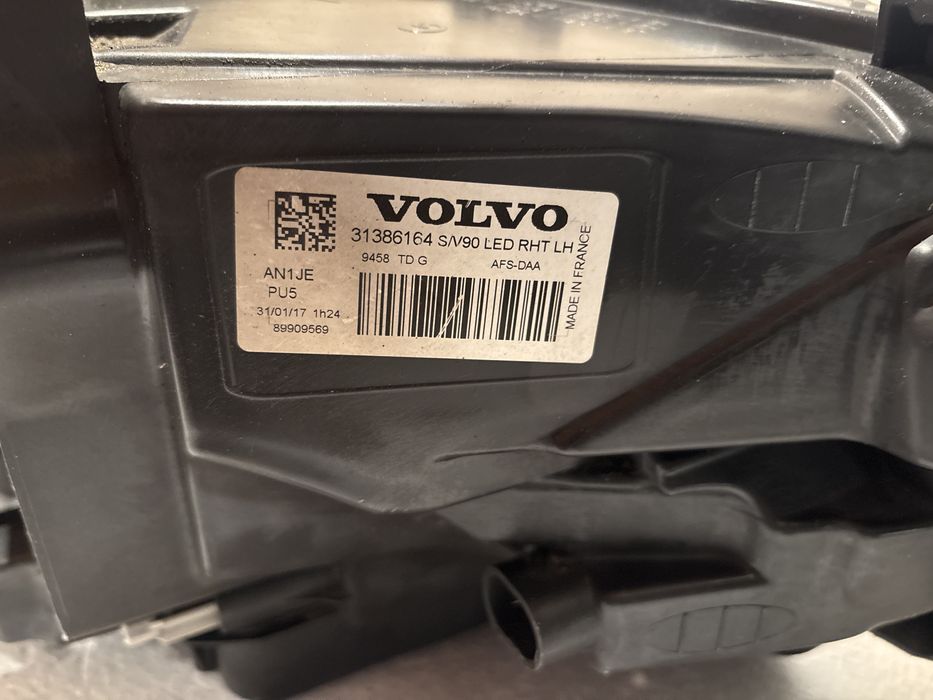 VOLVO
31386164 S/V90 LED RHT LH
9458 TD G AFS-DAA
AN1JE
PU5
31/01/17 1h24
89909569
MADE IN FRANCE